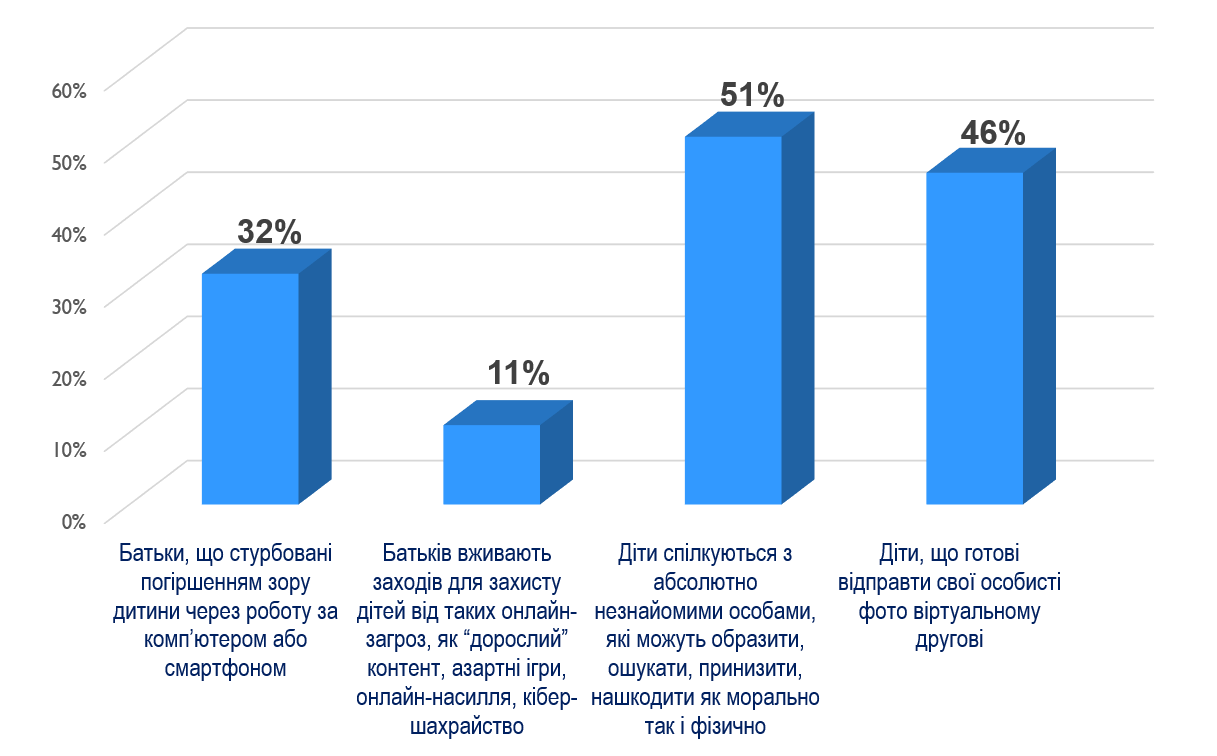 60%
50%
40%
30%
20%
10%
0%
32%
11%
51%
46%
Батьки, що стурбовані
погіршенням зору
дитини через роботу за
комп’ютером або
смартфоном
Батьків вживають
заходів для захисту
дітей від таких онлайн-
загроз, як “дорослий”
контент, азартні ігри,
онлайн-насилля, кібер-
шахрайство
Діти спілкуються з
абсолютно
незнайомими особами,
які можуть образити,
ошукати, принизити,
нашкодити як морально
так і фізично
Діти, що готові
відправти свої особисті
фото віртуальному
другові